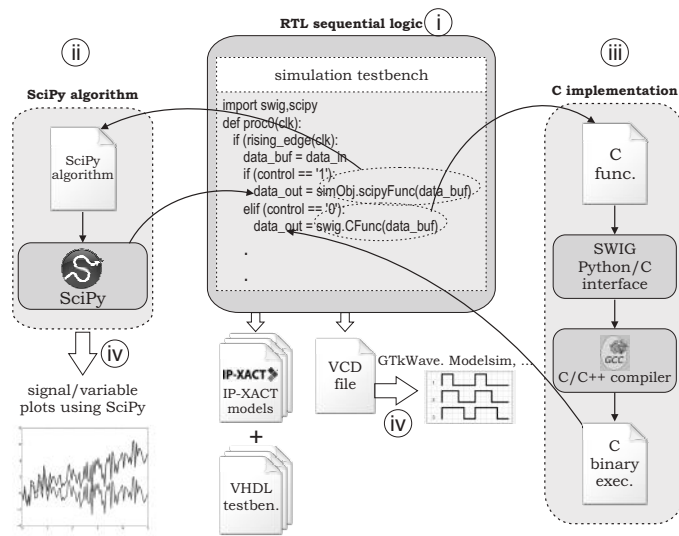 RTL sequential logic
i
ii
iii
SciPy algorithm
C implementation
simulation testbench
import swig,scipy
def proc0(clk):
if (rising_edge(clk):
data_buf = data_in
if (control == '1'):
data_out = simObj.scipyFunc(data_buf)
elif (control == '0'):
data_out = swig.CFunc(data_buf)
.
.
SciPy
algorithm
SciPy
iv
signal/variable
plots using SciPy
IP-XACT
IP-XACT
models
+
VHDL
testben.
VCD
file
GTkWave. Modelsim, ...
iv
C
func.
SWIG
Python/C
interface
GCC
C/C++ compiler
C
binary
exec.